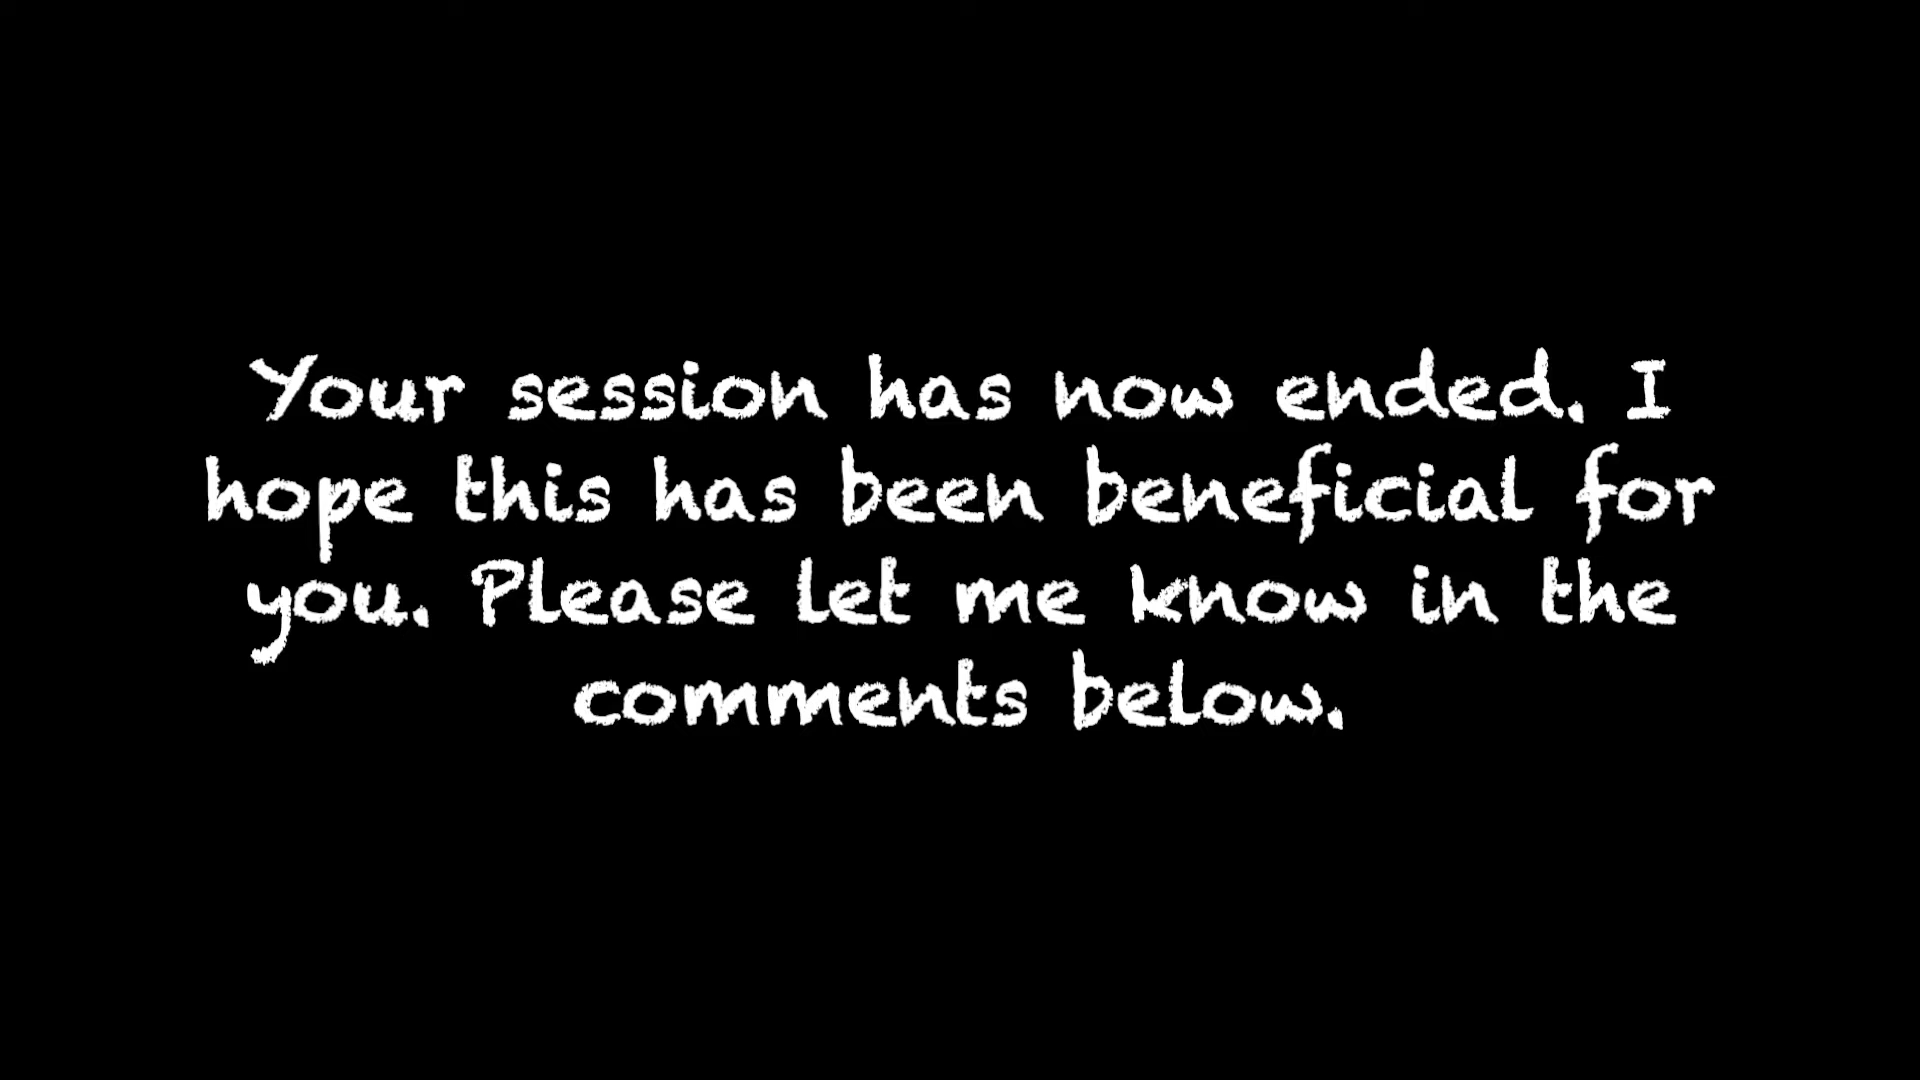 Your session has now ended. I
hope this has been beneficial for
you. Please let me know in the
comments below.